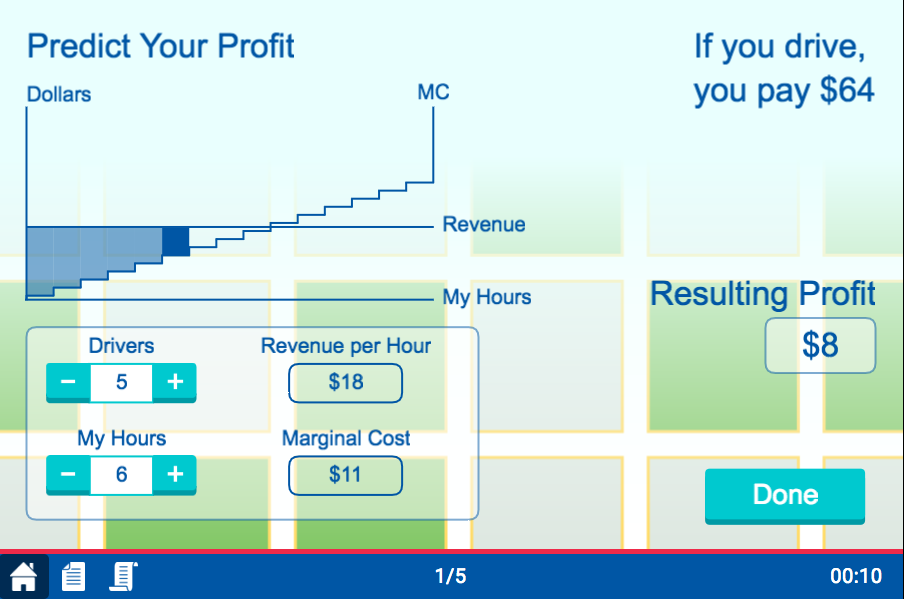 Predict Your Profit
If you drive,
you pay $64
Dollars
MC
Revenue
My Hours
Resulting Profit
$8
Drivers
Revenue per Hour
− 5 +
$18
My Hours
Marginal Cost
− 6 +
$11
Done
1/5
00:10